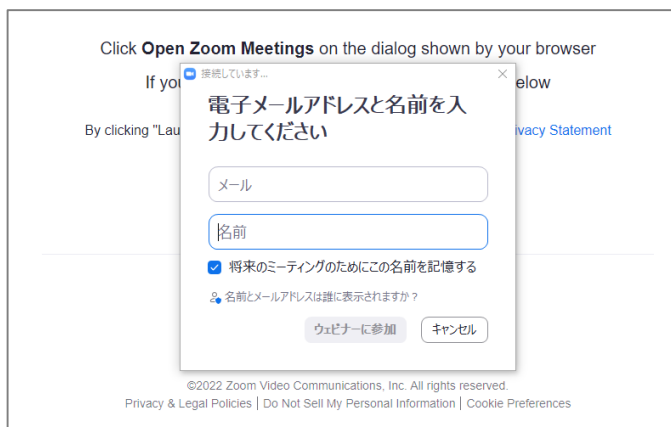 Click Open Zoom Meetings on the dialog shown by your browser
If you
elow
接続しています...
電子メールアドレスと名前を入
力してください
By clicking "Lau
ivacy Statement
メール
名前
将来のミーティングのためにこの名前を記憶する
名前とメールアドレスは誰に表示されますか?
ウェビナーに参加
キャンセル
©2022 Zoom Video Communications, Inc. All rights reserved.
Privacy & Legal Policies | Do Not Sell My Personal Information | Cookie Preferences